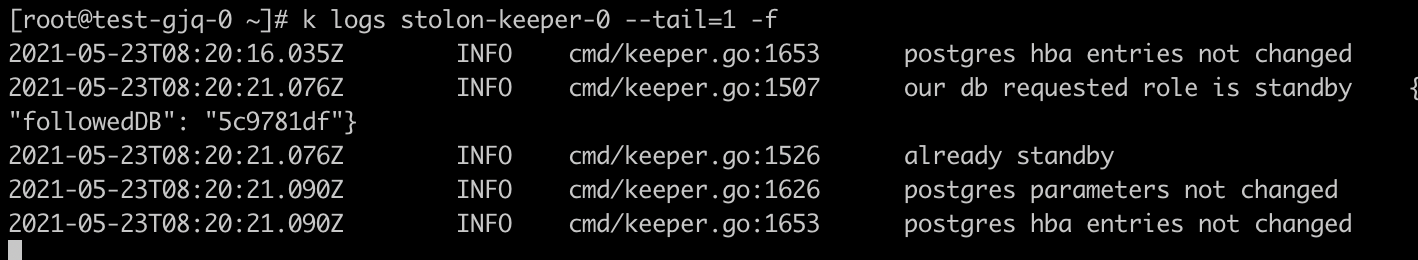 [root@test-gjq-0 ~]# k logs stolon-keeper-0 --tail=1 -f
2021-05-23T08:20:16.035Z	INFO	cmd/keeper.go:1653	postgres hba entries not changed
2021-05-23T08:20:21.076Z	INFO	cmd/keeper.go:1507	our db requested role is standby	{
"followedDB": "5c9781df"}
2021-05-23T08:20:21.076Z	INFO	cmd/keeper.go:1526	already standby
2021-05-23T08:20:21.090Z	INFO	cmd/keeper.go:1626	postgres parameters not changed
2021-05-23T08:20:21.090Z	INFO	cmd/keeper.go:1653	postgres hba entries not changed